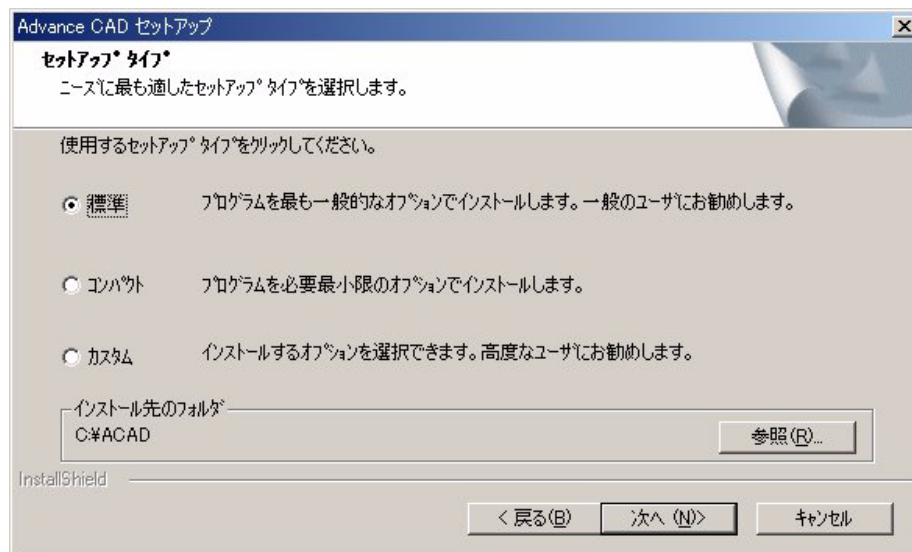 Advance CAD セットアップ
セットアップ タイプ
ニーズに最も適したセットアップ タイプを選択します。
使用するセットアップ タイプをクリックしてください。
標準 プログラムを最も一般的なオプションでインストールします。一般のユーザにお勧めします。
コンパクト プログラムを必要最小限のオプションでインストールします。
カスタム インストールするオプションを選択できます。高度なユーザにお勧めします。
インストール先のフォルダ
C:¥ACAD
参照(R)...
InstallShield
< 戻る(B) 次へ (N)> キャンセル